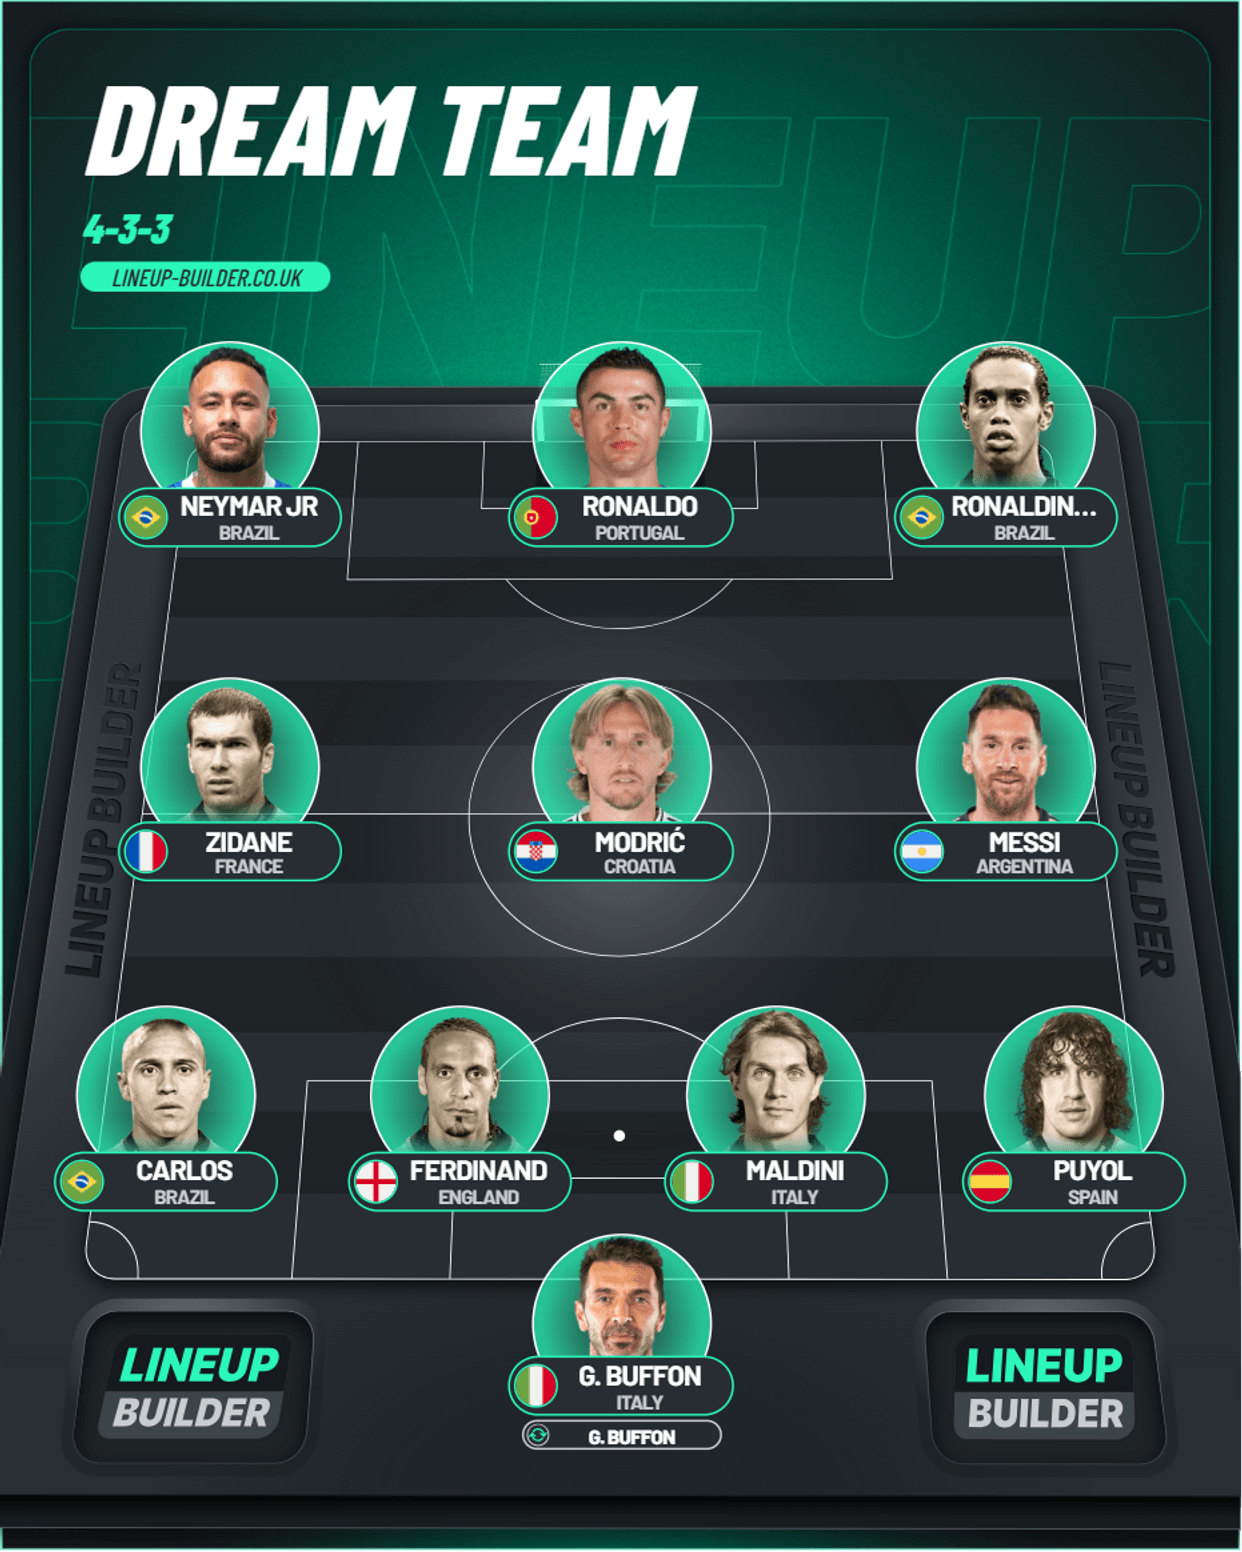 DREAM TEAM
4-3-3
LINEUP-BUILDER.CO.UK
NEYMAR JR
BRAZIL
RONALDO
PORTUGAL
RONALDIN...
BRAZIL
ZIDANE
FRANCE
MODRIĆ
CROATIA
MESSI
ARGENTINA
LINEUP BUILDER
LINEUP BUILDER
CARLOS
BRAZIL
FERDINAND
ENGLAND
MALDINI
ITALY
PUYOL
SPAIN
G. BUFFON
ITALY
G. BUFFON
LINEUP
BUILDER
LINEUP
BUILDER